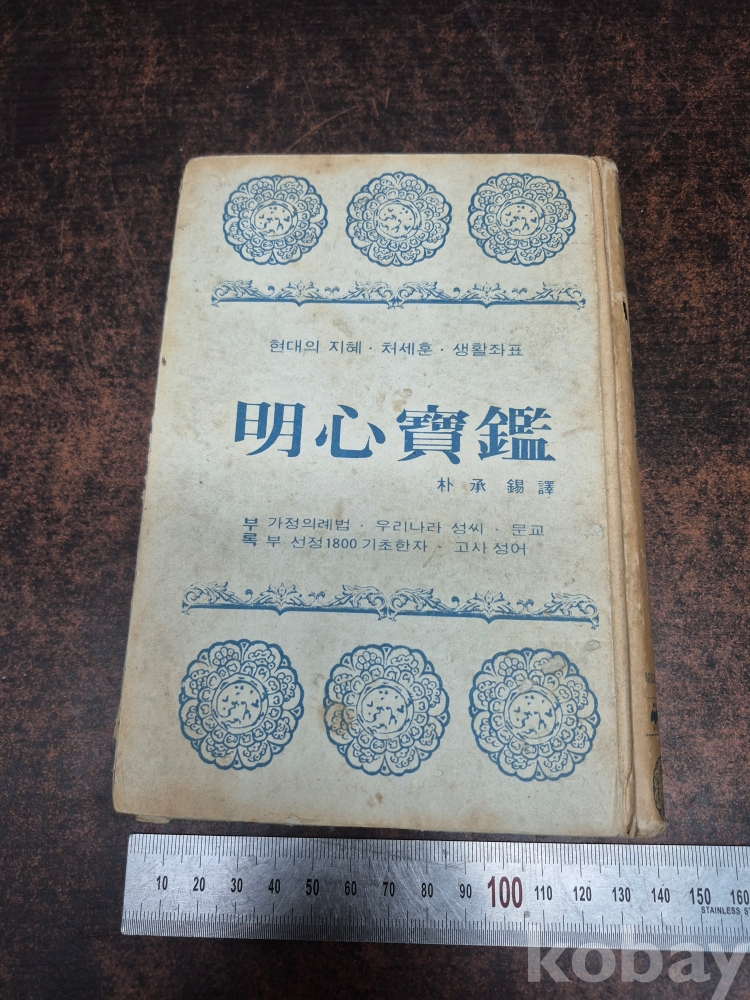 현대의 지혜 · 처세훈 · 생활좌표
明心寶鑑
朴承錫譯
부록 가정의례법 · 우리나라 성씨 · 문교
부 선정1800 기초한자 · 고사 성어
10 20 30 40 50 60 70 80 90 100 110 120 130 140 150 160
STAINLESS
kobay